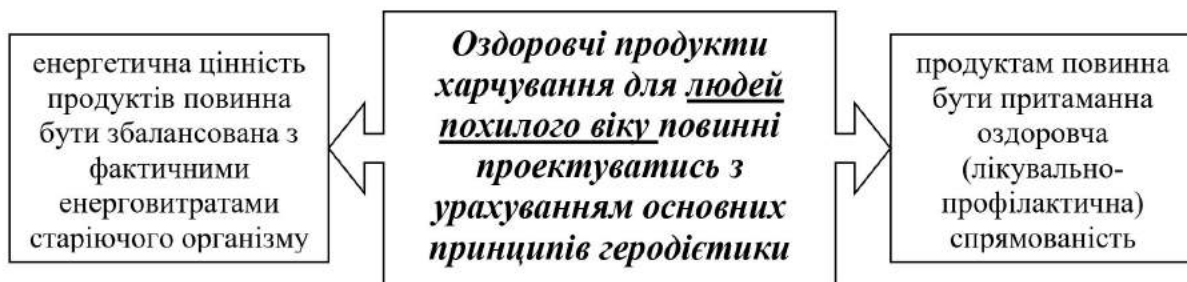 енергетична цінність
продуктів повинна
бути збалансована з
фактичними
енерговитратами
старіючого організму
Оздоровчі продукти
харчування для людей
похилого віку повинні
проектуватись з
урахуванням основних
принципів геродієтики
продуктам повинна
бути притаманна
оздоровча
(лікувально-
профілактична)
спрямованість